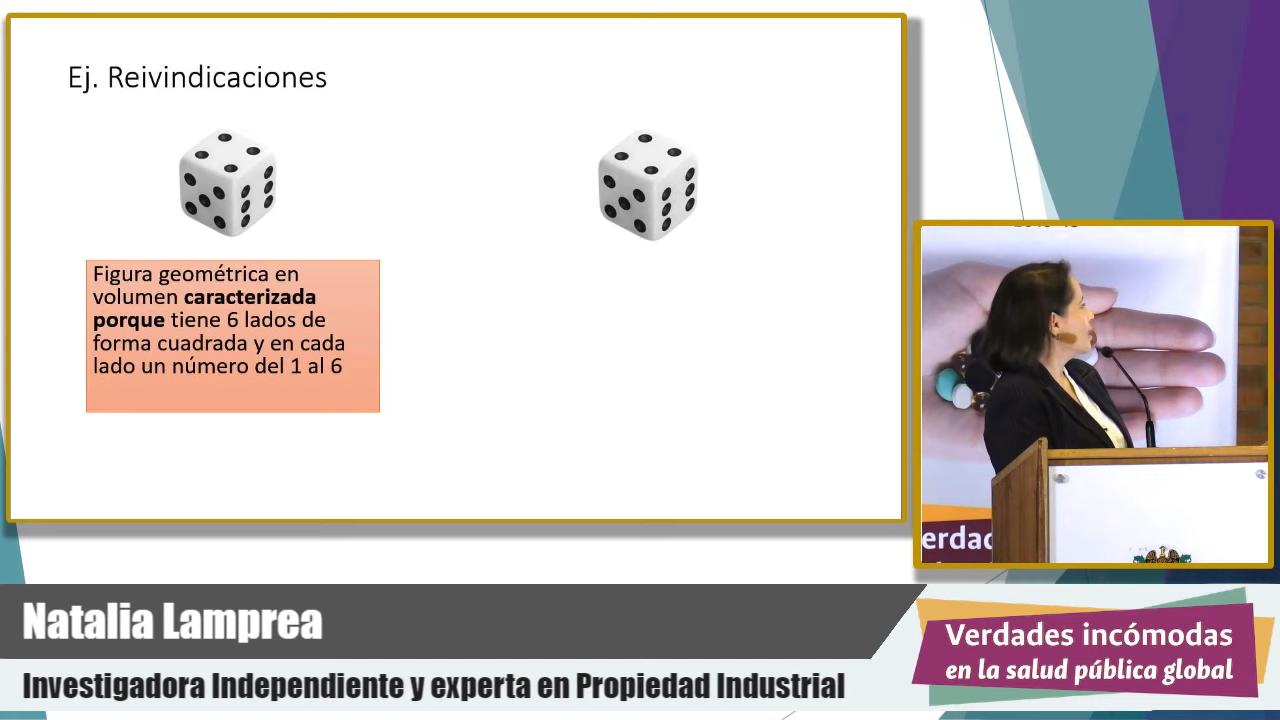 Ej. Reivindicaciones
Figura geométrica en
volumen caracterizada
porque tiene 6 lados de
forma cuadrada y en cada
lado un número del 1 al 6
erdad
Natalia Lamprea
Investigadora Independiente y experta en Propiedad Industrial
Verdades incómodas
en la salud pública global